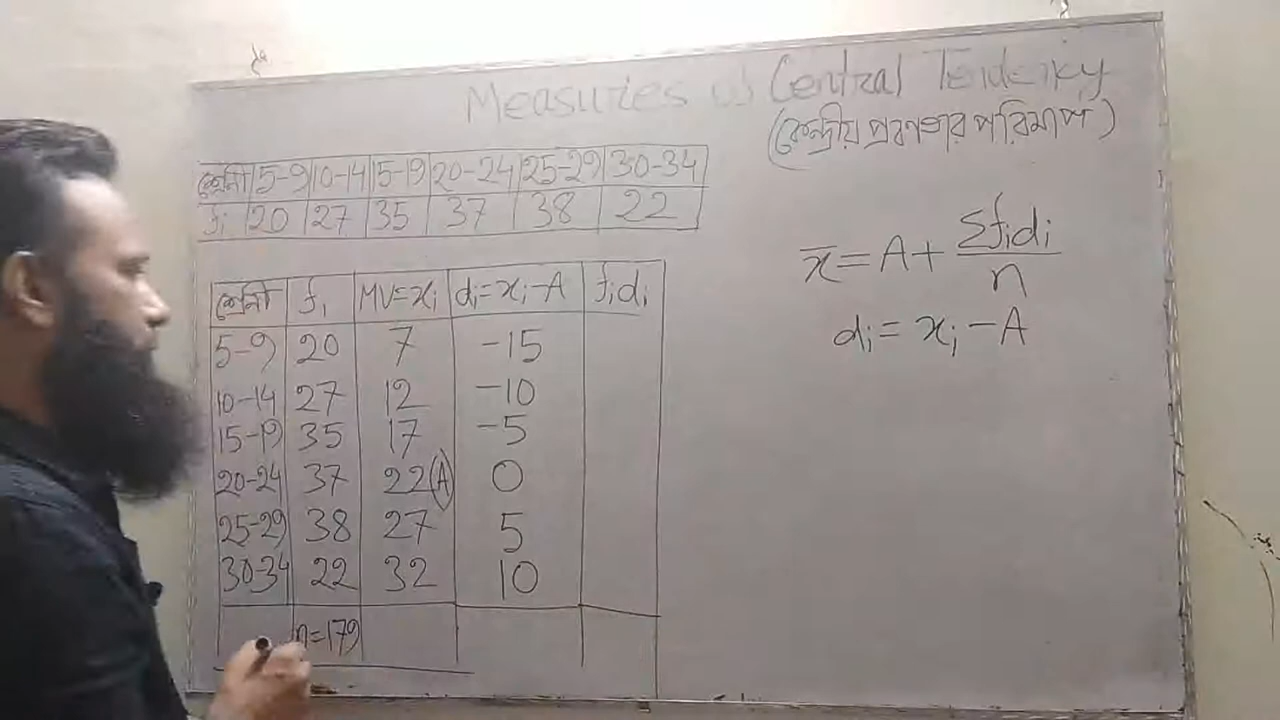 Measures of Central Tendency
(কেন্দ্রীয় প্রবণতার পরিমাপ)
শ্রেণী 5-9 10-14 15-19 20-24 25-29 30-34
fi 20 27 35 37 38 22
x̄ = A + Σfidi/n
di = xi - A
শ্রেণী fi MV=xi di=xi-A fidi
5-9 20 7 -15
10-14 27 12 -10
15-19 35 17 -5
20-24 37 22(A) 0
25-29 38 27 5
30-34 22 32 10
n=179